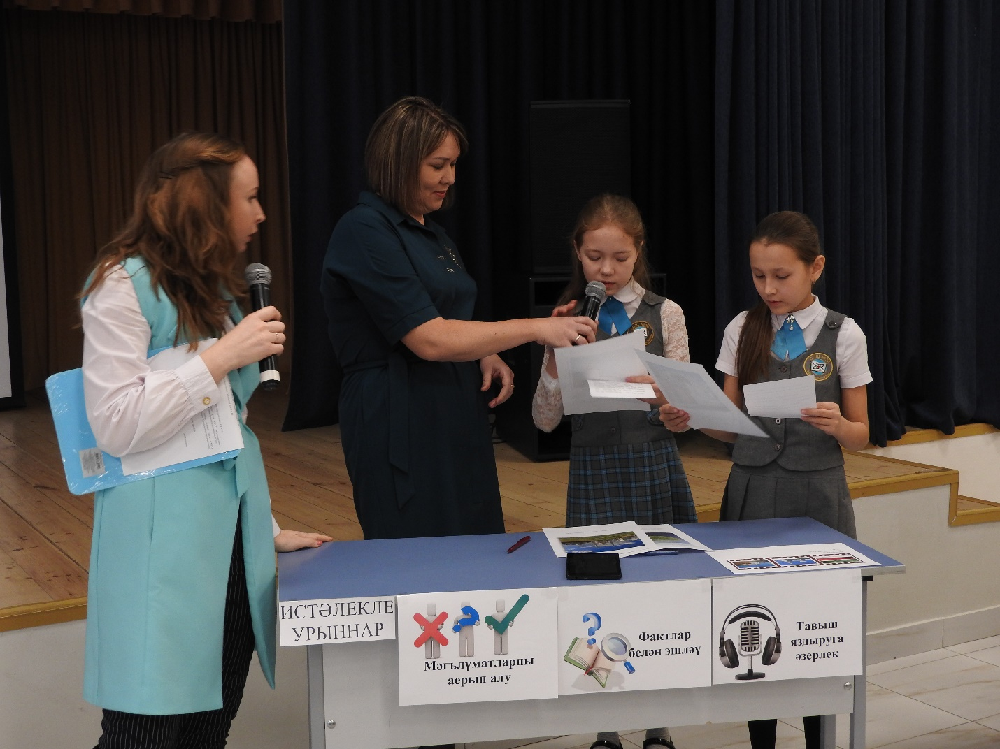 ИСТӘЛЕКЛЕ
УРЫННАР
Мәгълүматларны
аерып алу
Фактлар
белән эшләү
Тавыш
яздыруга
әзерлек